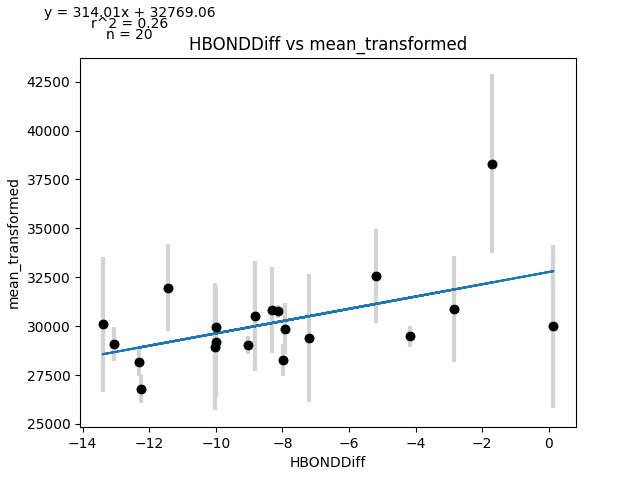 y = 314.01x + 32769.06
r^2 = 0.26
n = 20
HBONDDiff vs mean_transformed
mean_transformed
42500
40000
37500
35000
32500
30000
27500
25000
−14 −12 −10 −8 −6 −4 −2 0
HBONDDiff